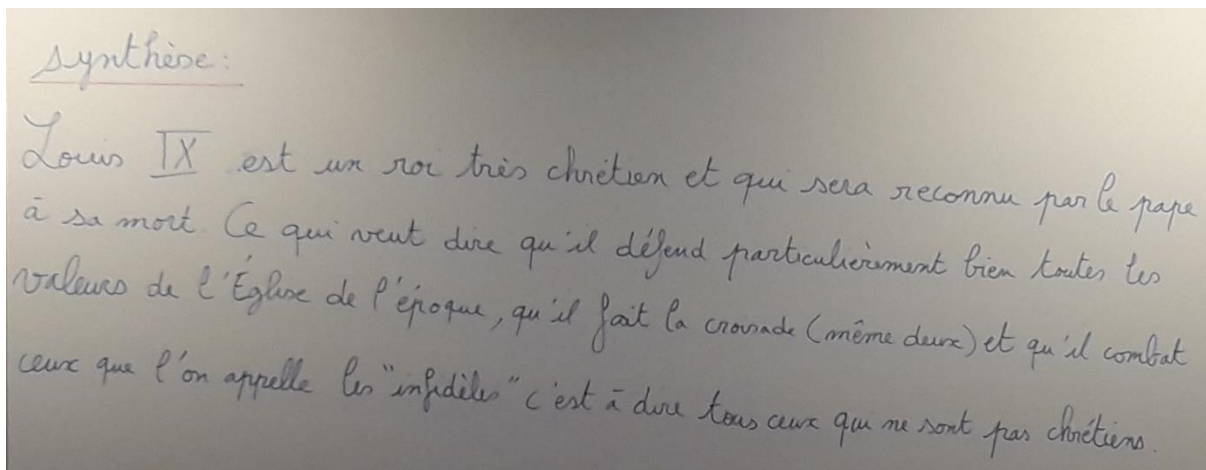 Synthèse :
Louis IX est un roi très chrétien et qui sera reconnu par le pape
à sa mort. Ce qui veut dire qu'il défend particulièrement bien toutes les
valeurs de l'Église de l'époque, qu'il fait la croisade (même deux) et qu'il combat
ceux que l'on appelle les "infidèles" c'est à dire tous ceux qui ne sont pas chrétiens.